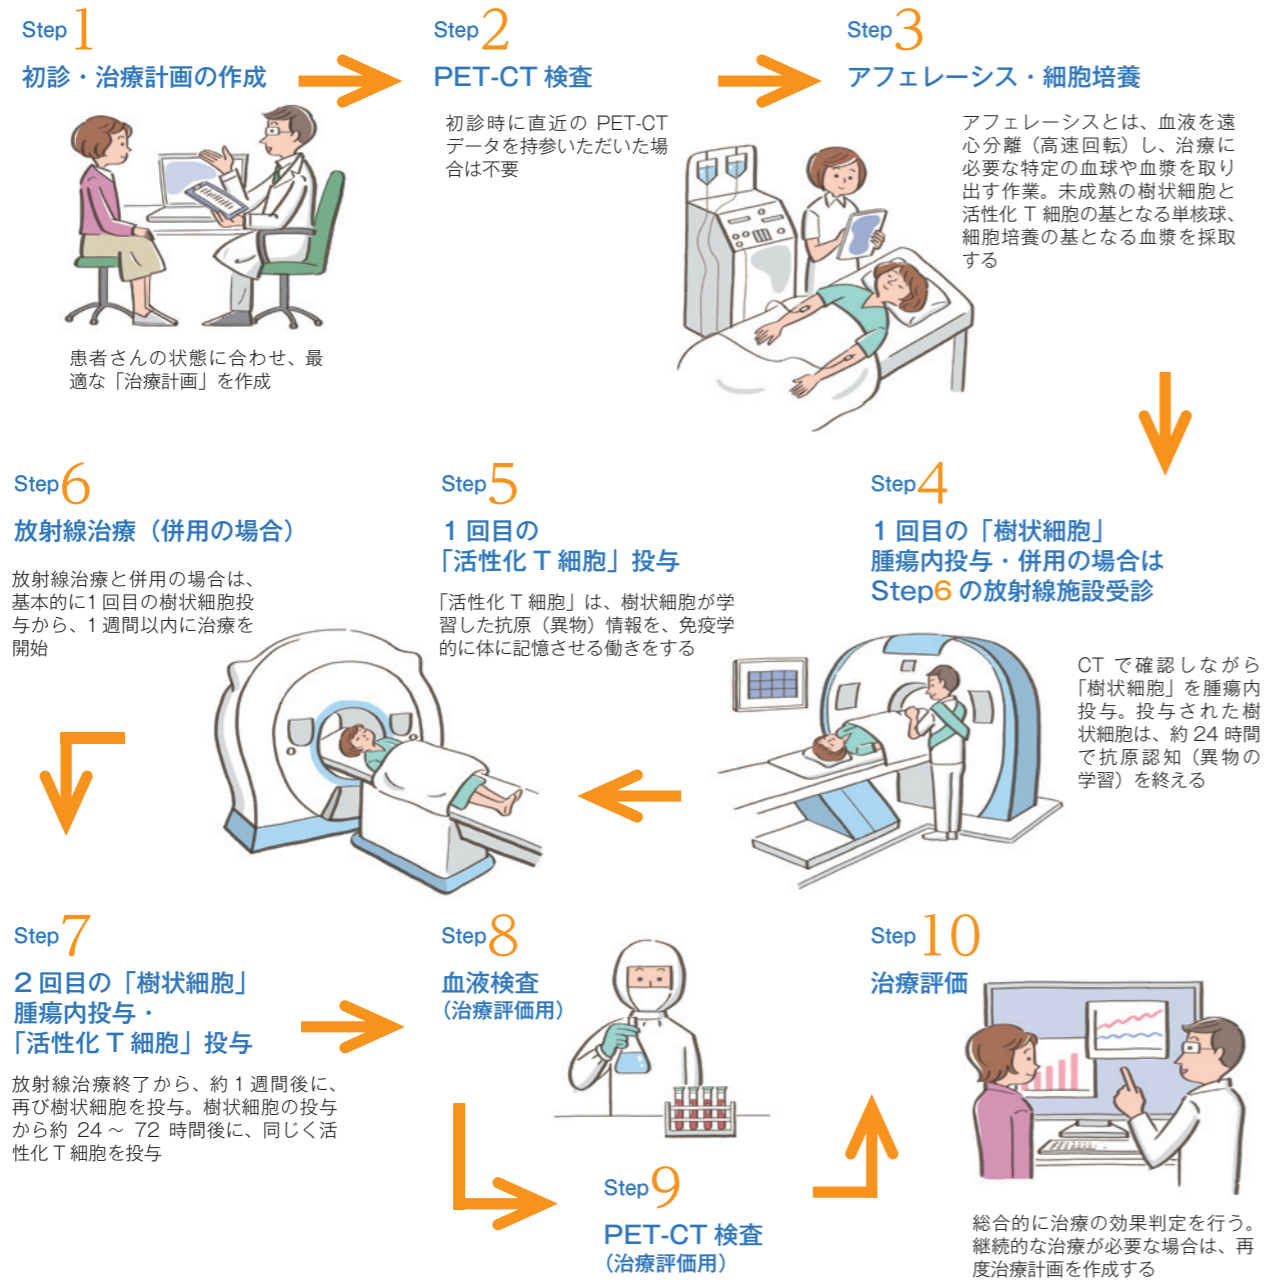 Step1
初診・治療計画の作成
患者さんの状態に合わせ、最
適な「治療計画」を作成
Step2
PET-CT 検査
初診時に直近の PET-CT
データを持参いただいた場
合は不要
Step3
アフェレーシス・細胞培養
アフェレーシスとは、血液を遠
心分離（高速回転）し、治療に
必要な特定の血球や血漿を取り
出す作業。未成熟の樹状細胞と
活性化 T 細胞の基となる単核球、
細胞培養の基となる血漿を採取
する
Step4
1 回目の「樹状細胞」
腫瘍内投与・併用の場合は
Step6 の放射線施設受診
CT で確認しながら
「樹状細胞」を腫瘍内
投与。投与された樹
状細胞は、約 24 時間
で抗原認知（異物の
学習）を終える
Step5
1 回目の
「活性化 T 細胞」投与
「活性化 T 細胞」は、樹状細胞が学
習した抗原（異物）情報を、免疫学
的に体に記憶させる働きをする
Step6
放射線治療（併用の場合）
放射線治療と併用の場合は、
基本的に1 回目の樹状細胞投
与から、1 週間以内に治療を
開始
Step7
2 回目の「樹状細胞」
腫瘍内投与・
「活性化 T 細胞」投与
放射線治療終了から、約 1 週間後に、
再び樹状細胞を投与。樹状細胞の投与
から約 24 ～ 72 時間後に、同じく活
性化 T 細胞を投与
Step8
血液検査
（治療評価用）
Step9
PET-CT 検査
（治療評価用）
Step10
治療評価
総合的に治療の効果判定を行う。
継続的な治療が必要な場合は、再
度治療計画を作成する